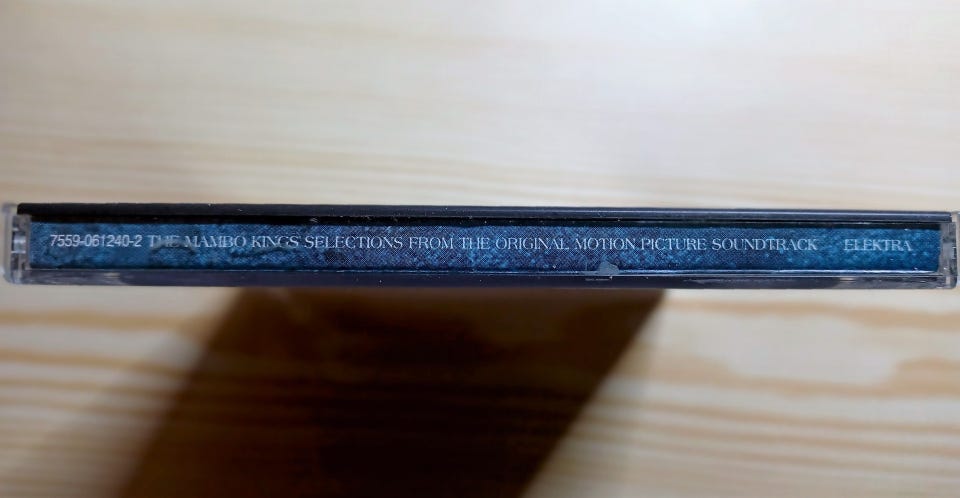 7559-061240-2 THE MAMBO KINGS SELECTIONS FROM THE ORIGINAL MOTION PICTURE SOUNDTRACK ELEKTRA